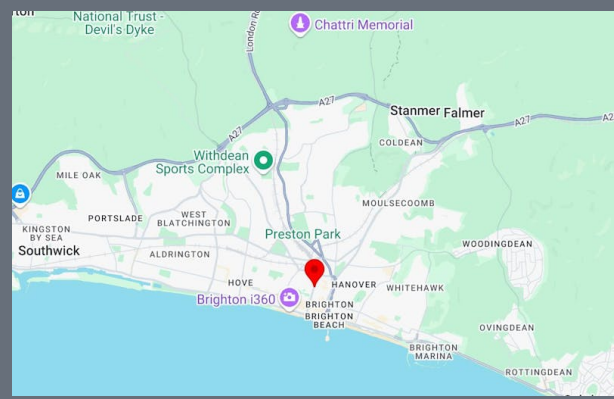 National Trust -
Devil's Dyke
London Ro
Chattri Memorial
A27
Stanmer
Falmer
A27
A2
A27
COLDEAN
Withdean
Sports Complex
MILE OAK
MOULSECOOMB
PORTSLADE
WEST
BLATCHINGTON
KINGSTON
BY SEA
Southwick
Preston Park
WOODINGDEAN
ALDRINGTON
HOVE
HANOVER
WHITEHAWK
Brighton i360
BRIGHTON
BRIGHTON
BEACH
OVINGDEAN
BRIGHTON
MARINA
ROTTINGDEAN